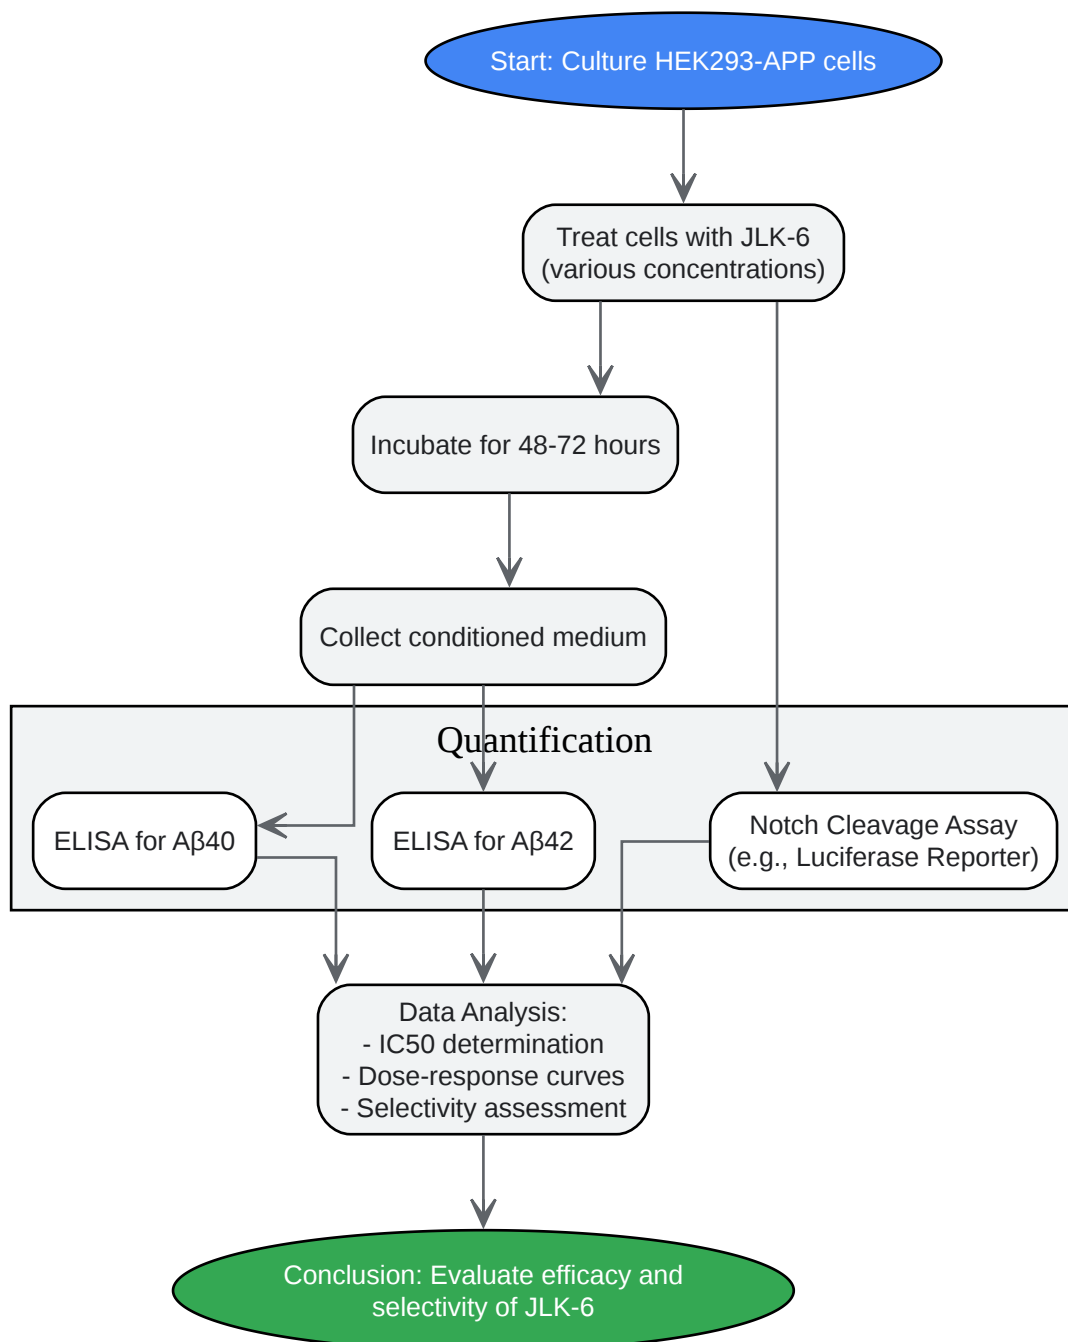 Start: Culture HEK293-APP cells
Treat cells with JLK-6
(various concentrations)
Incubate for 48-72 hours
Collect conditioned medium
Quantification
ELISA for Aβ40
ELISA for Aβ42
Notch Cleavage Assay
(e.g., Luciferase Reporter)
Data Analysis:
- IC50 determination
- Dose-response curves
- Selectivity assessment
Conclusion: Evaluate efficacy and
selectivity of JLK-6